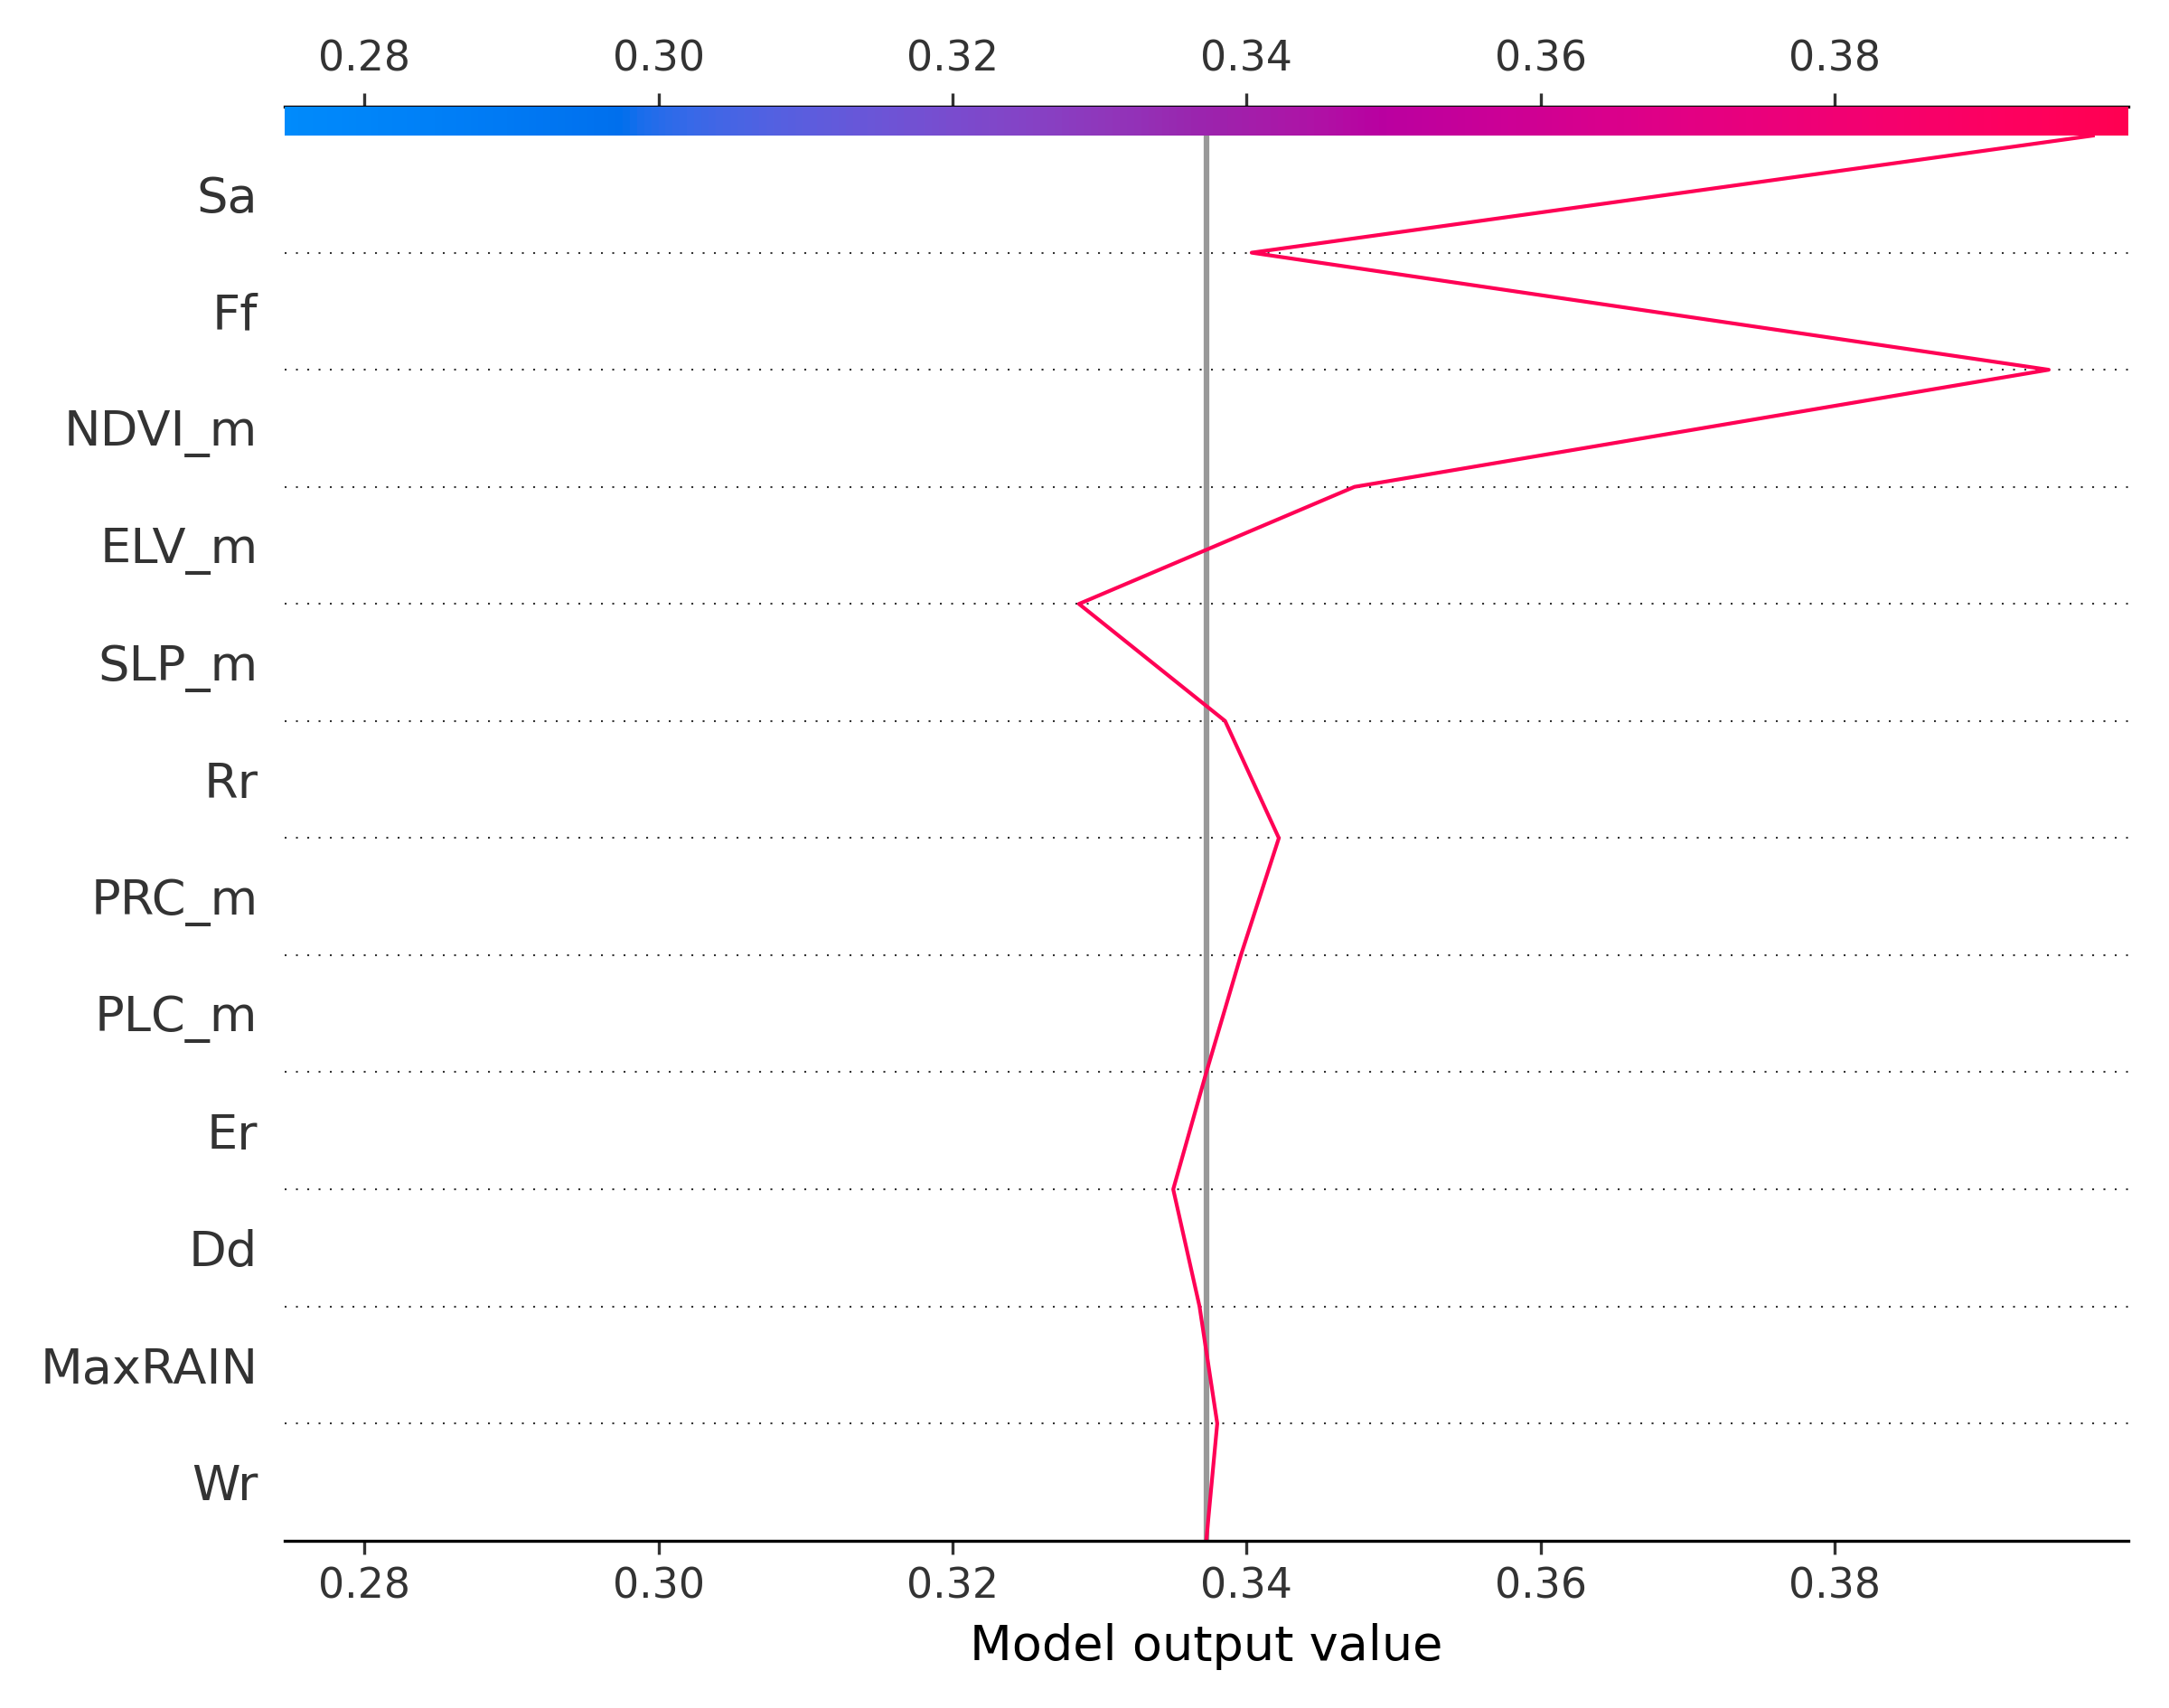 0.28 0.30 0.32 0.34 0.36 0.38
Sa
Ff
NDVI_m
ELV_m
SLP_m
Rr
PRC_m
PLC_m
Er
Dd
MaxRAIN
Wr
0.28 0.30 0.32 0.34 0.36 0.38
Model output value